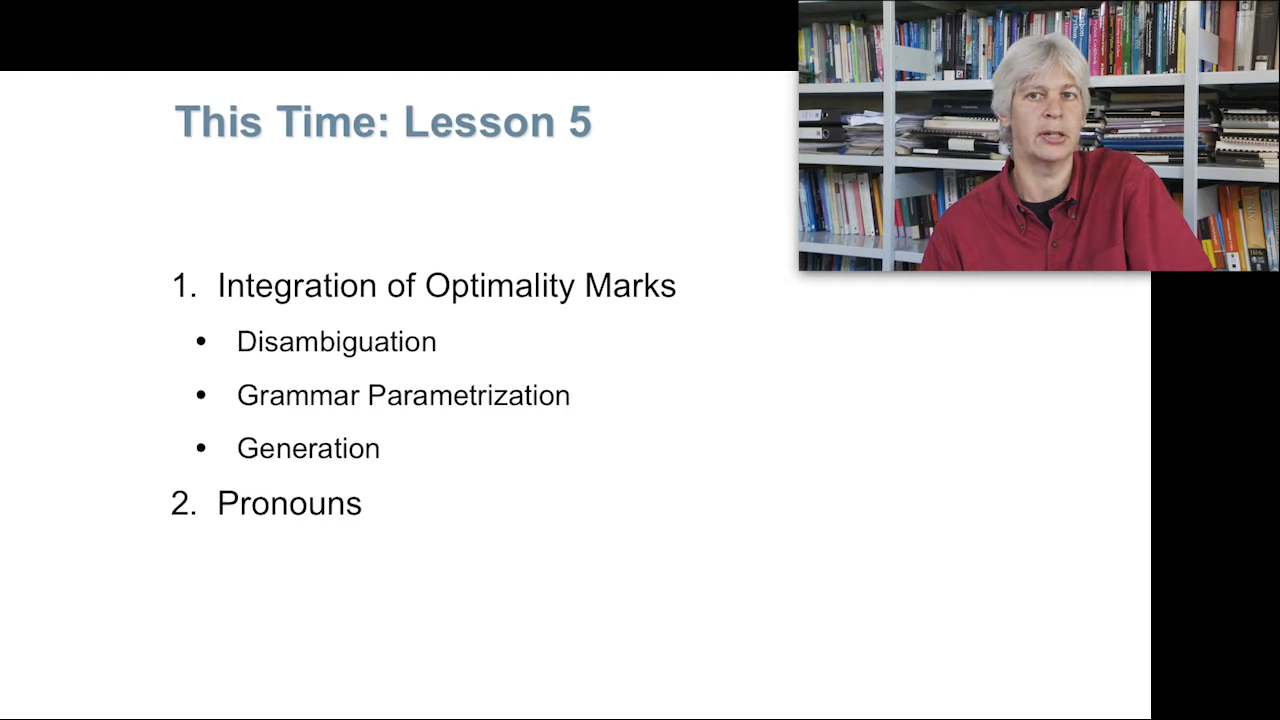 This Time: Lesson 5
1. Integration of Optimality Marks
• Disambiguation
• Grammar Parametrization
• Generation
2. Pronouns